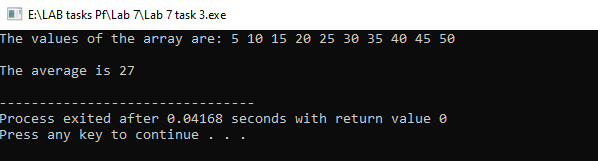 E:\LAB tasks Pf\Lab 7\Lab 7 task 3.exe
The values of the array are: 5 10 15 20 25 30 35 40 45 50
The average is 27
--------------------------------
Process exited after 0.04168 seconds with return value 0
Press any key to continue . . .